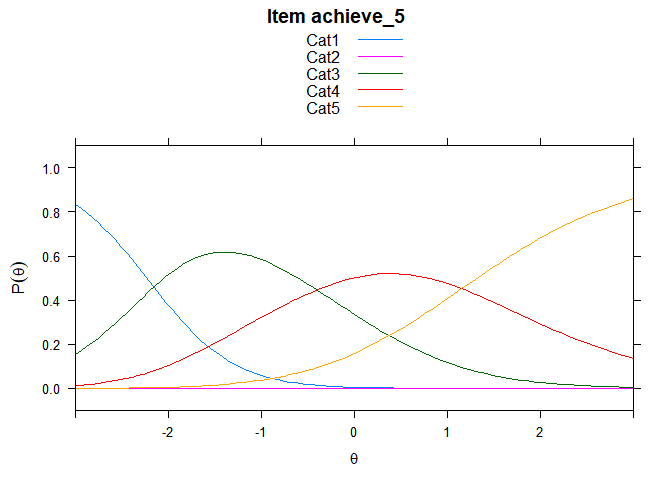 Item achieve_5
Cat1
Cat2
Cat3
Cat4
Cat5
1.0
0.8
0.6
0.4
0.2
0.0
P(θ)
-2 -1 0 1 2
θ